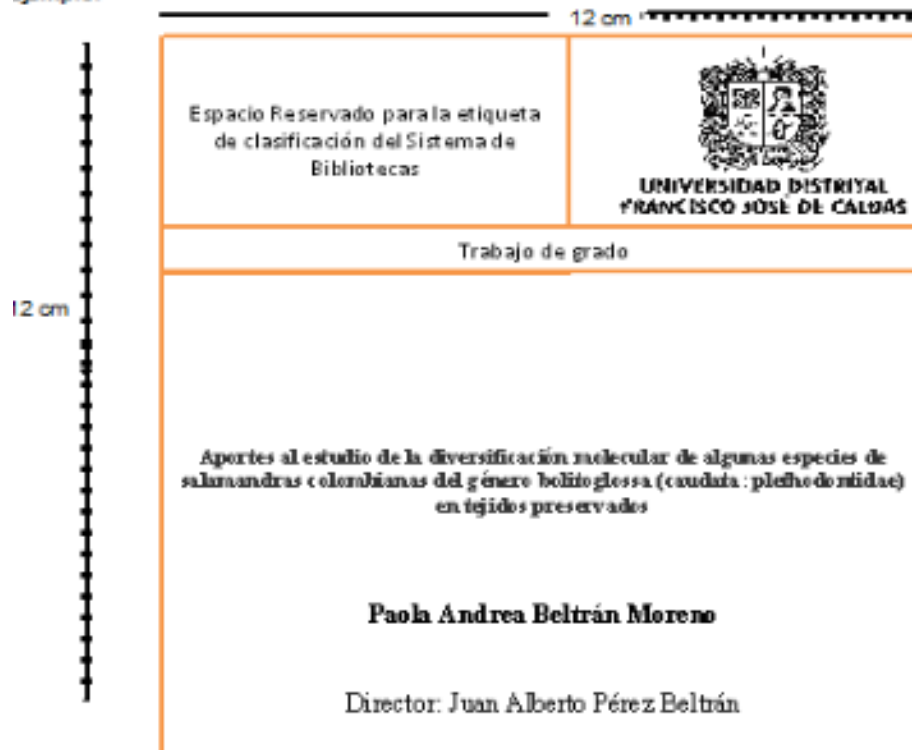 ejemplo:
12 cm
Espacio Reservado para la etiqueta
de clasificación del Sistema de
Bibliotecas
UNIVERSIDAD DISTRITAL
FRANCISCO JOSE DE CALDAS
Trabajo de grado
12 cm
Aportes al estudio de la diversificación molecular de algunas especies de
salamandras colombianas del género bolitoglossa (caudata : plethodontidae)
en tejidos preservados
Paola Andrea Beltrán Moreno
Director: Juan Alberto Pérez Beltrán